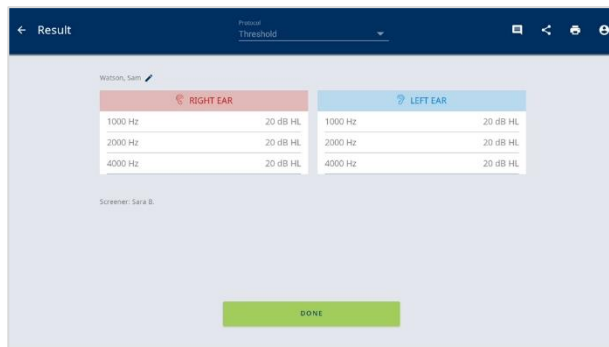 Result
Protocol
Threshold
Watson, Sam
RIGHT EAR
1000 Hz 20 dB HL
2000 Hz 20 dB HL
4000 Hz 20 dB HL
LEFT EAR
1000 Hz 20 dB HL
2000 Hz 20 dB HL
4000 Hz 20 dB HL
Screener: Sara B.
DONE